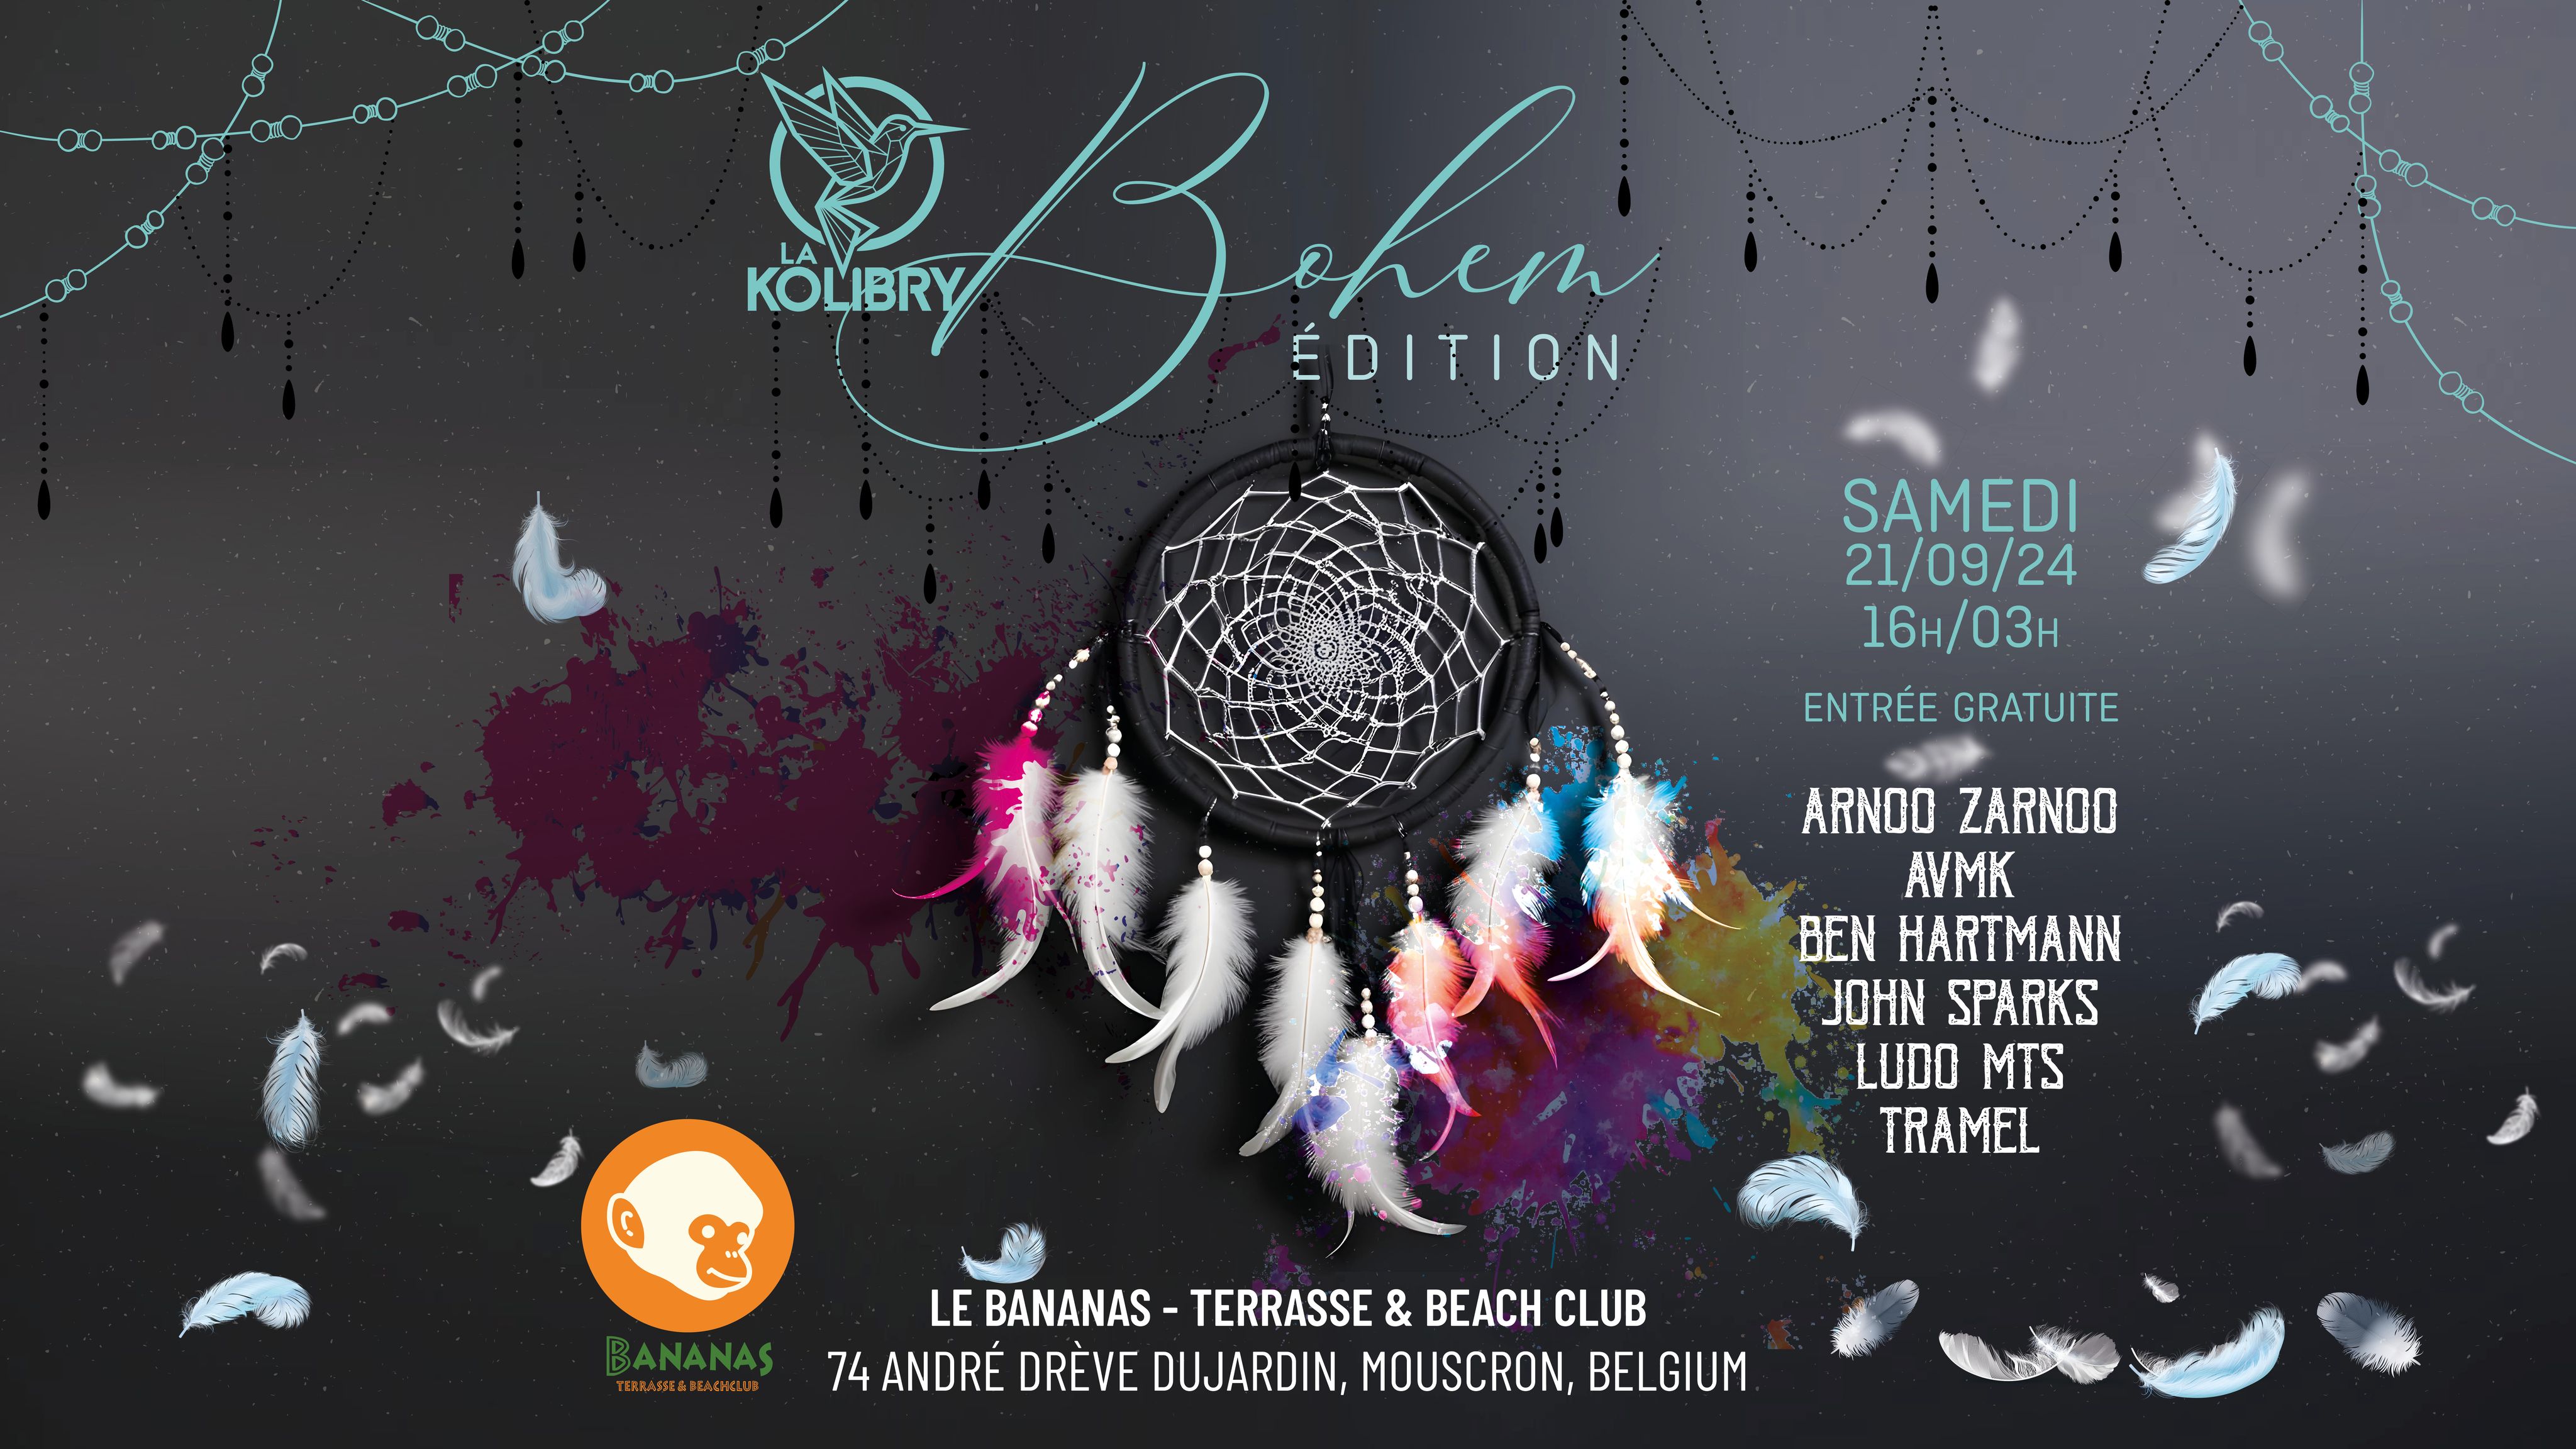 LA
KOLIBRY
Bohem
ÉDITION
SAMEDI
21/09/24
16H/03H
ENTRÉE GRATUITE
ARNOO ZARNOO
AVMK
BEN HARTMANN
JOHN SPARKS
LUDO MTS
TRAMEL
BANANAS
TERRASSE & BEACHCLUB
LE BANANAS - TERRASSE & BEACH CLUB
74 ANDRÉ DRÈVE DUJARDIN, MOUSCRON, BELGIUM